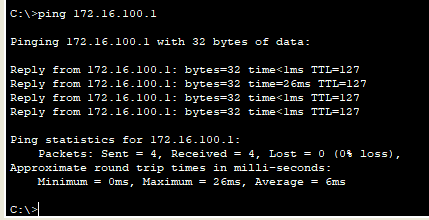 C:\>ping 172.16.100.1
Pinging 172.16.100.1 with 32 bytes of data:
Reply from 172.16.100.1: bytes=32 time<1ms TTL=127
Reply from 172.16.100.1: bytes=32 time=26ms TTL=127
Reply from 172.16.100.1: bytes=32 time<1ms TTL=127
Reply from 172.16.100.1: bytes=32 time<1ms TTL=127
Ping statistics for 172.16.100.1:
Packets: Sent = 4, Received = 4, Lost = 0 (0% loss),
Approximate round trip times in milli-seconds:
Minimum = 0ms, Maximum = 26ms, Average = 6ms
C:\>